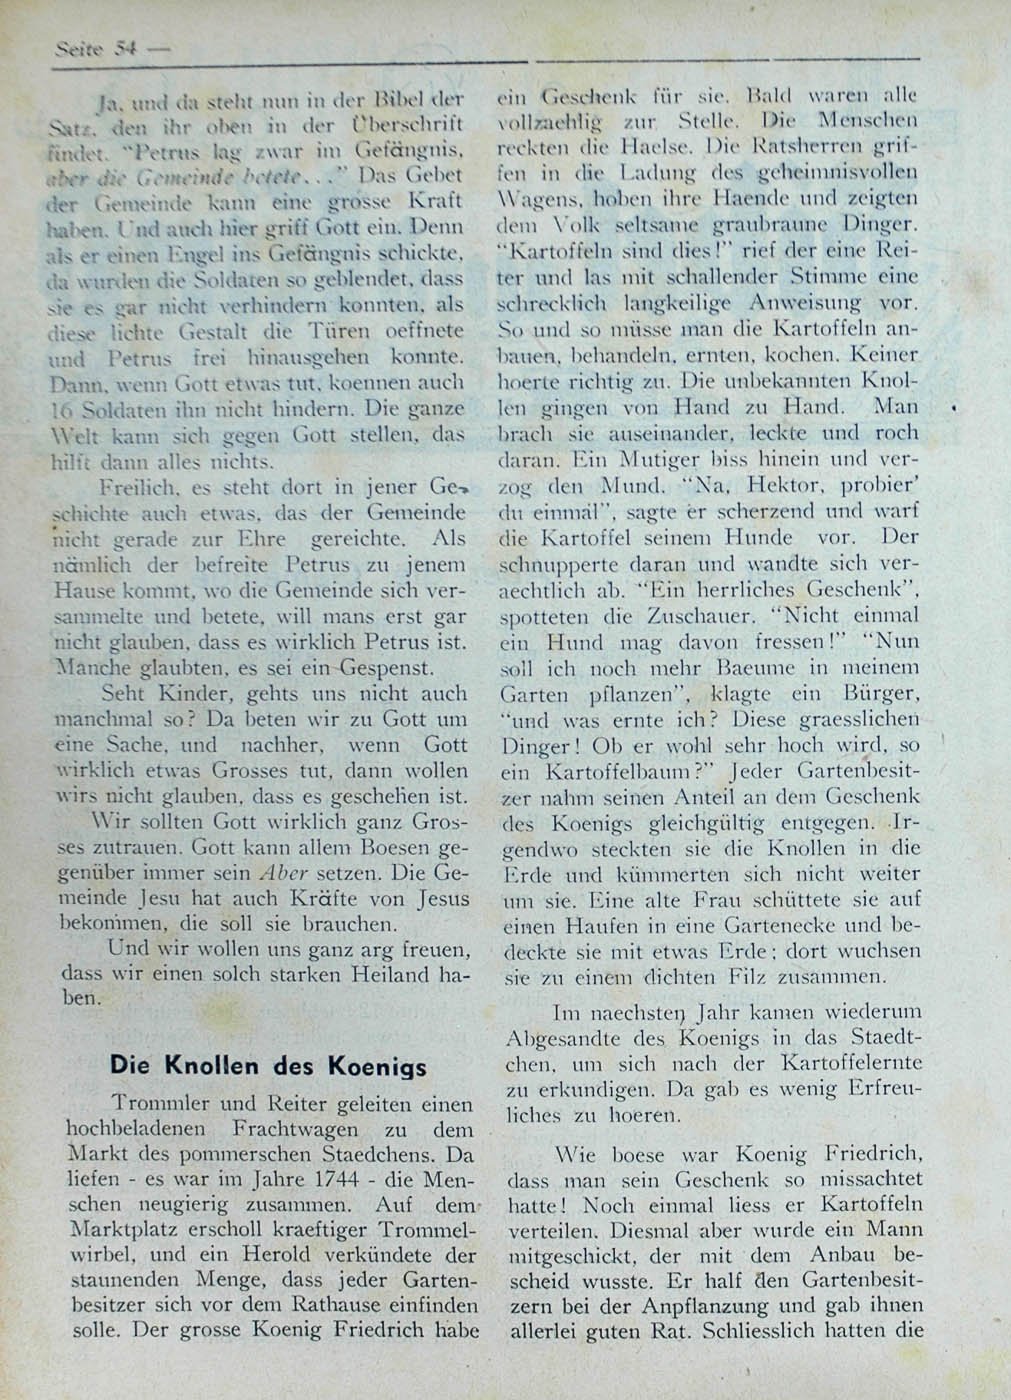 Seite 54 —
Ja, und da steht nun in der Bibel der
Satz, den ihr oben in der Überschrift
findet. "Petrus lag zwar im Gefängnis,
aber die Gemeinde betete..." Das Gebet
der Gemeinde kann eine grosse Kraft
haben. Und auch hier griff Gott ein. Denn
als er einen Engel ins Gefängnis schickte,
da wurden die Soldaten so geblendet, dass
sie es gar nicht verhindern konnten, als
diese lichte Gestalt die Türen oeffnete
und Petrus frei hinausgehen konnte.
Dann, wenn Gott etwas tut, koennen auch
16 Soldaten ihn nicht hindern. Die ganze
Welt kann sich gegen Gott stellen, das
hilft dann alles nichts.
Freilich, es steht dort in jener Ge-
schichte auch etwas, das der Gemeinde
nicht gerade zur Ehre gereichte. Als
nämlich der befreite Petrus zu jenem
Hause kommt, wo die Gemeinde sich ver-
sammelte und betete, will mans erst gar
nicht glauben, dass es wirklich Petrus ist.
Manche glaubten, es sei ein Gespenst.
Seht Kinder, gehts uns nicht auch
manchmal so? Da beten wir zu Gott um
eine Sache, und nachher, wenn Gott
wirklich etwas Grosses tut, dann wollen
wirs nicht glauben, dass es geschehen ist.
Wir sollten Gott wirklich ganz Gros-
ses zutrauen. Gott kann allem Boesen ge-
genüber immer sein Aber setzen. Die Ge-
meinde Jesu hat auch Kräfte von Jesus
bekommen, die soll sie brauchen.
Und wir wollen uns ganz arg freuen,
dass wir einen solch starken Heiland ha-
ben.
Die Knollen des Koenigs
Trommler und Reiter geleiten einen
hochbeladenen Frachtwagen zu dem
Markt des pommerschen Staedchens. Da
liefen - es war im Jahre 1744 - die Men-
schen neugierig zusammen. Auf dem
Marktplatz erscholl kraeftiger Trommel-
wirbel, und ein Herold verkündete der
staunenden Menge, dass jeder Garten-
besitzer sich vor dem Rathause einfinden
solle. Der grosse Koenig Friedrich habe
ein Geschenk für sie. Bald waren alle
vollzaehlig zur Stelle. Die Menschen
reckten die Haelse. Die Ratsherren grif-
fen in die Ladung des geheimnisvollen
Wagens, hoben ihre Haende und zeigten
dem Volk seltsame graubraune Dinger.
"Kartoffeln sind dies!" rief der eine Rei-
ter und las mit schallender Stimme eine
schrecklich langkeilige Anweisung vor.
So und so müsse man die Kartoffeln an-
bauen, behandeln, ernten, kochen. Keiner
hoerte richtig zu. Die unbekannten Knol-
len gingen von Hand zu Hand. Man
brach sie auseinander, leckte und roch
daran. Ein Mutiger biss hinein und ver-
zog den Mund. "Na, Hektor, probier'
du einmal", sagte er scherzend und warf
die Kartoffel seinem Hunde vor. Der
schnupperte daran und wandte sich ver-
aechtlich ab. "Ein herrliches Geschenk",
spotteten die Zuschauer. "Nicht einmal
ein Hund mag davon fressen!" "Nun
soll ich noch mehr Baeume in meinem
Garten pflanzen", klagte ein Bürger,
"und was ernte ich? Diese graesslichen
Dinger! Ob er wohl sehr hoch wird, so
ein Kartoffelbaum?" Jeder Gartenbesit-
zer nahm seinen Anteil an dem Geschenk
des Koenigs gleichgültig entgegen. Ir-
gendwo steckten sie die Knollen in die
Erde und kümmerten sich nicht weiter
um sie. Eine alte Frau schüttete sie auf
einen Haufen in eine Gartenecke und be-
deckte sie mit etwas Erde; dort wuchsen
sie zu einem dichten Filz zusammen.
Im naechsten Jahr kamen wiederum
Abgesandte des Koenigs in das Staedt-
chen, um sich nach der Kartoffelernte
zu erkundigen. Da gab es wenig Erfreu-
liches zu hoeren.
Wie boese war Koenig Friedrich,
dass man sein Geschenk so missachtet
hatte! Noch einmal liess er Kartoffeln
verteilen. Diesmal aber wurde ein Mann
mitgeschickt, der mit dem Anbau be-
scheid wusste. Er half den Gartenbesit-
zern bei der Anpflanzung und gab ihnen
allerlei guten Rat. Schliesslich hatten die